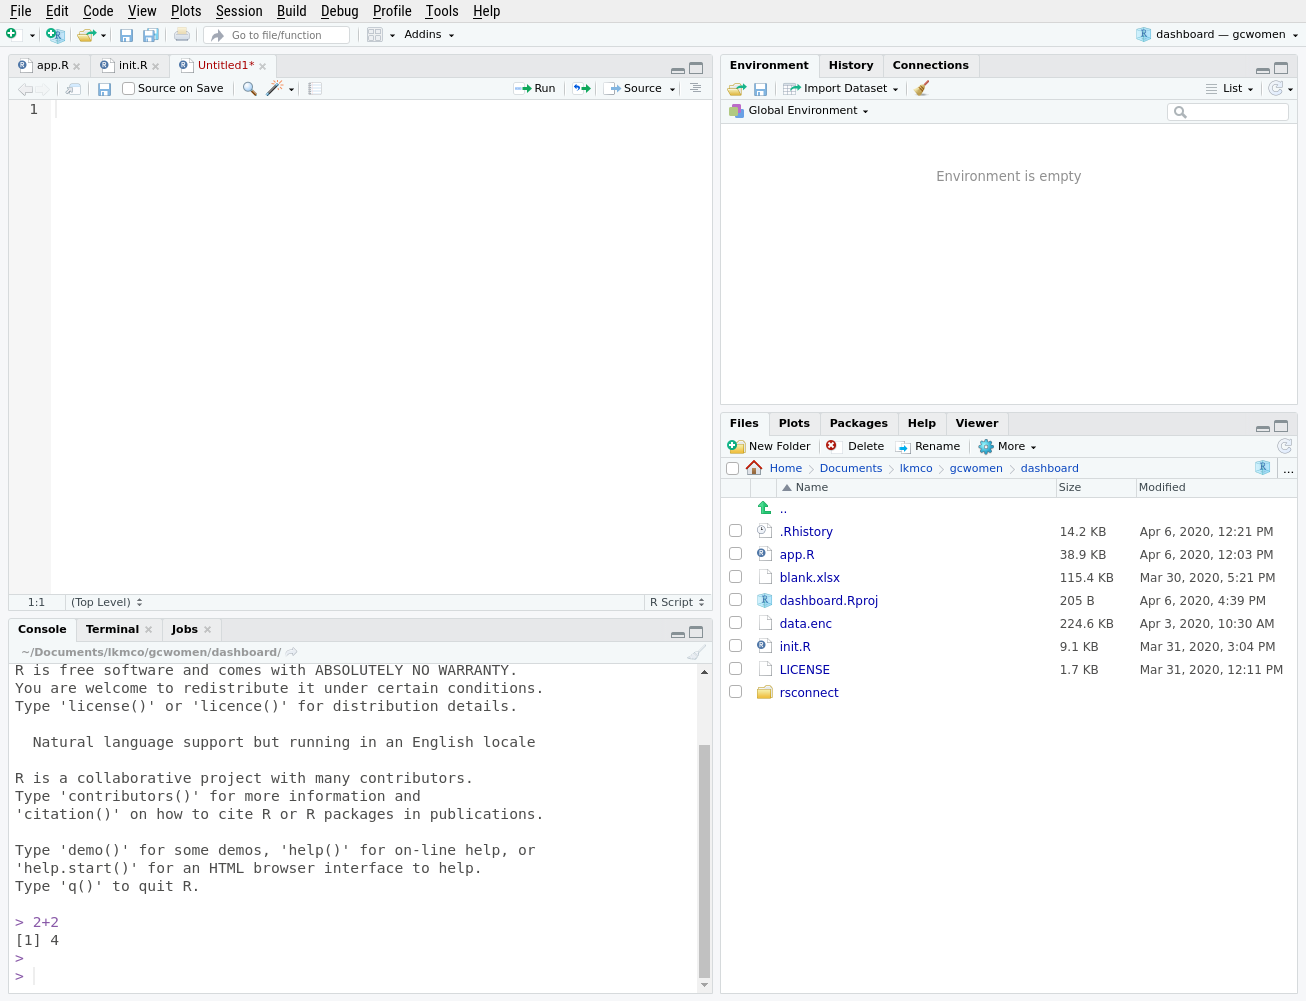 File Edit Code View Plots Session Build Debug Profile Tools Help
Go to file/function Addins dashboard — gcwomen
app.R init.R Untitled1*
Source on Save Run Source
1
1:1 (Top Level) R Script
Console Terminal Jobs
~/Documents/lkmco/gcwomen/dashboard/
R is free software and comes with ABSOLUTELY NO WARRANTY.
You are welcome to redistribute it under certain conditions.
Type 'license()' or 'licence()' for distribution details.
Natural language support but running in an English locale
R is a collaborative project with many contributors.
Type 'contributors()' for more information and
'citation()' on how to cite R or R packages in publications.
Type 'demo()' for some demos, 'help()' for on-line help, or
'help.start()' for an HTML browser interface to help.
Type 'q()' to quit R.
> 2+2
[1] 4
>
>
Environment History Connections
Import Dataset List
Global Environment
Environment is empty
Files Plots Packages Help Viewer
New Folder Delete Rename More
Home Documents lkmco gcwomen dashboard ...
Name Size Modified
..
.Rhistory 14.2 KB Apr 6, 2020, 12:21 PM
app.R 38.9 KB Apr 6, 2020, 12:03 PM
blank.xlsx 115.4 KB Mar 30, 2020, 5:21 PM
dashboard.Rproj 205 B Apr 6, 2020, 4:39 PM
data.enc 224.6 KB Apr 3, 2020, 10:30 AM
init.R 9.1 KB Mar 31, 2020, 3:04 PM
LICENSE 1.7 KB Mar 31, 2020, 12:11 PM
rsconnect